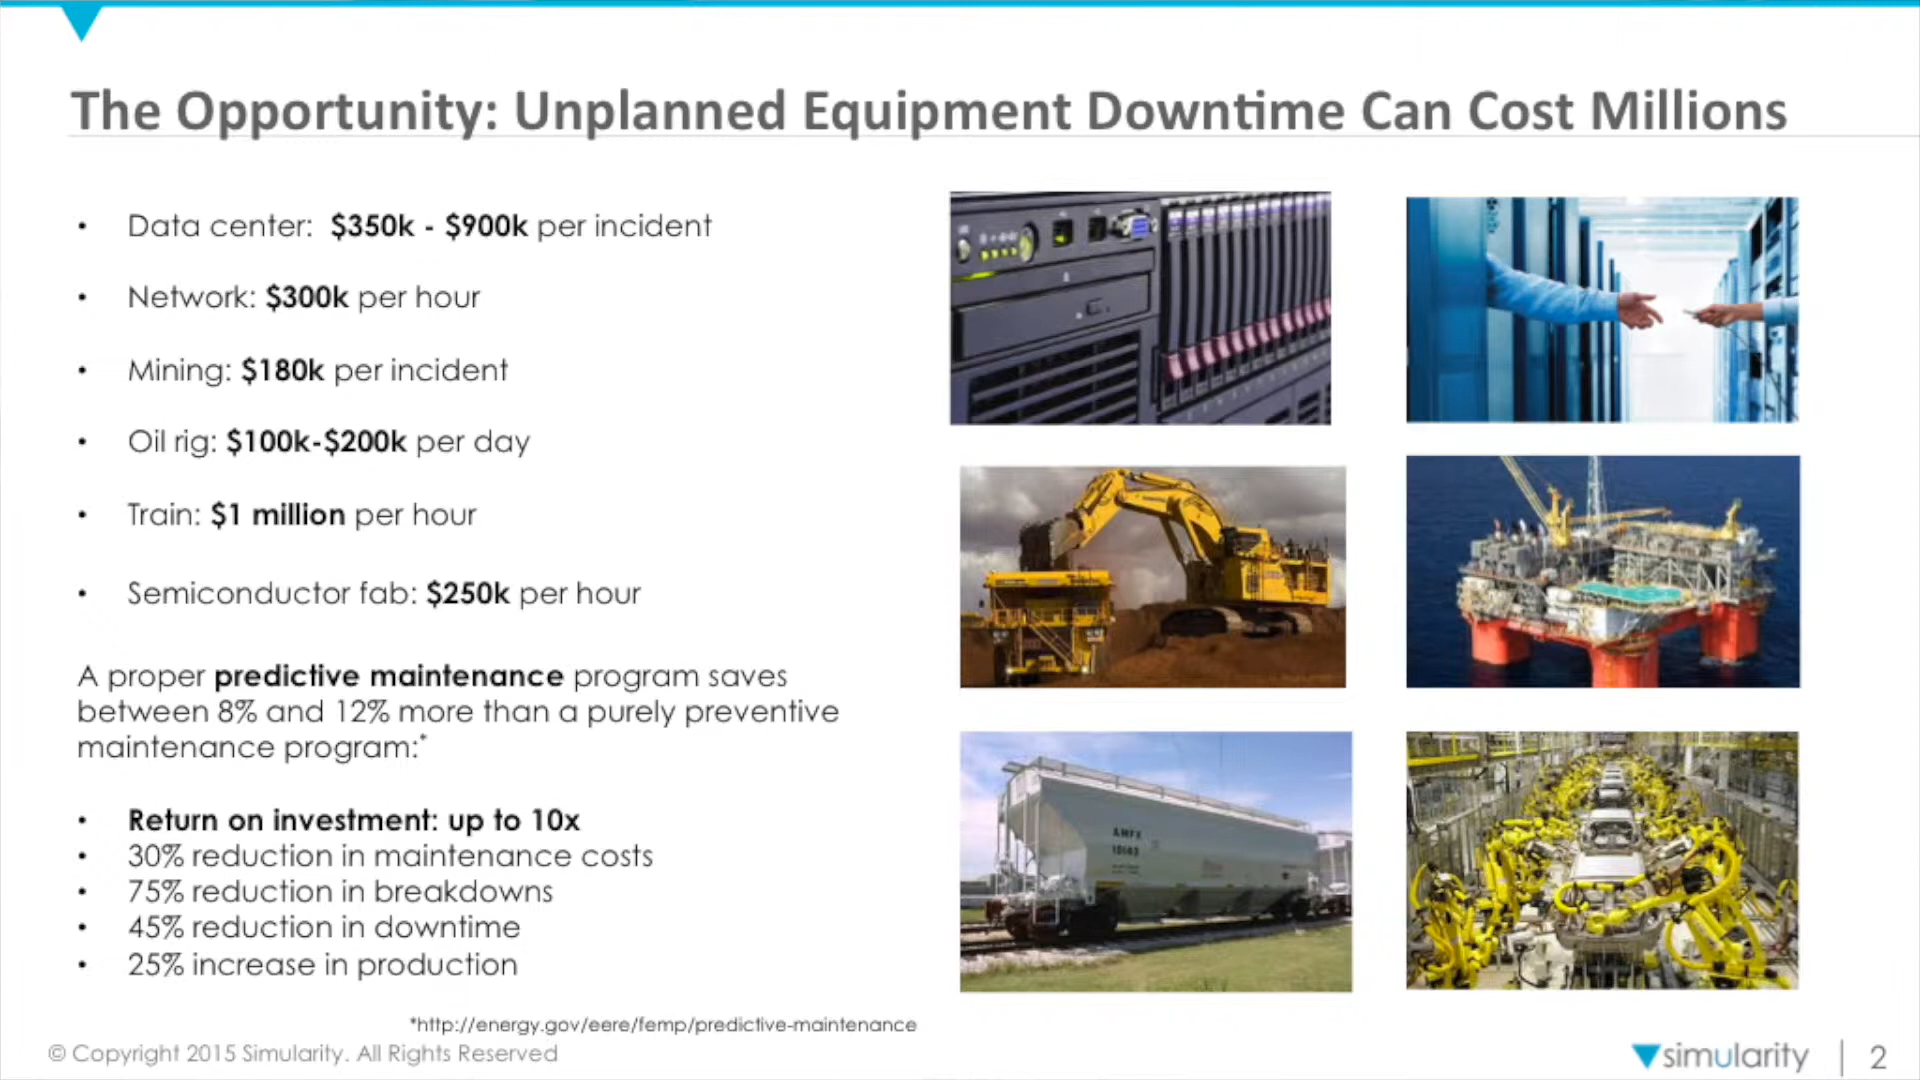 The Opportunity: Unplanned Equipment Downtime Can Cost Millions
• Data center: $350k - $900k per incident
• Network: $300k per hour
• Mining: $180k per incident
• Oil rig: $100k-$200k per day
• Train: $1 million per hour
• Semiconductor fab: $250k per hour
A proper predictive maintenance program saves
between 8% and 12% more than a purely preventive
maintenance program:*
• Return on investment: up to 10x
• 30% reduction in maintenance costs
• 75% reduction in breakdowns
• 45% reduction in downtime
• 25% increase in production
*http://energy.gov/eere/femp/predictive-maintenance
© Copyright 2015 Simularity. All Rights Reserved
simularity | 2